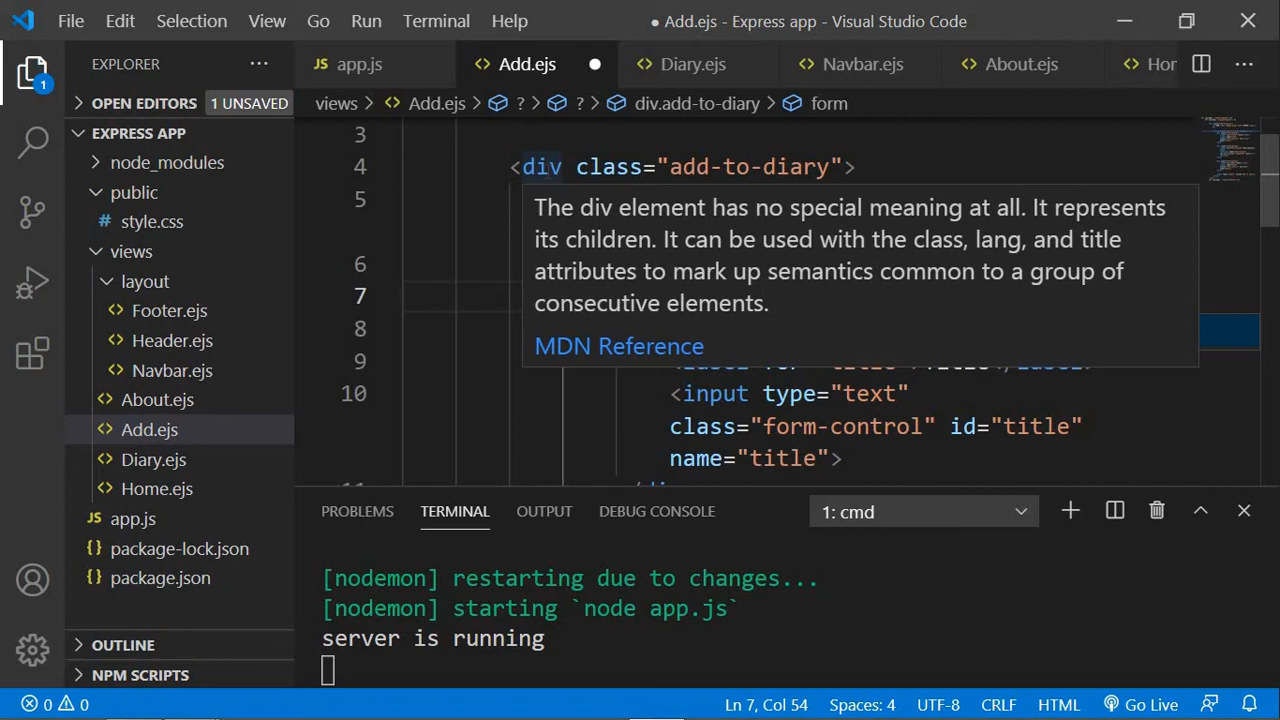 File Edit Selection View Go Run Terminal Help
● Add.ejs - Express app - Visual Studio Code
EXPLORER ···
JS app.js
<> Add.ejs ●
<> Diary.ejs
<> Navbar.ejs
<> About.ejs
<> Hor
···
1
OPEN EDITORS 1 UNSAVED
EXPRESS APP
node_modules
public
# style.css
views
layout
<> Footer.ejs
<> Header.ejs
<> Navbar.ejs
<> About.ejs
<> Add.ejs
<> Diary.ejs
<> Home.ejs
JS app.js
{} package-lock.json
{} package.json
OUTLINE
NPM SCRIPTS
views > <> Add.ejs > ? > ? > div.add-to-diary > form
3
4 <div class="add-to-diary">
5
6
7
8
9
10 <input type="text"
class="form-control" id="title"
name="title">
The div element has no special meaning at all. It represents
its children. It can be used with the class, lang, and title
attributes to mark up semantics common to a group of
consecutive elements.
MDN Reference
PROBLEMS TERMINAL OUTPUT DEBUG CONSOLE
1: cmd
[nodemon] restarting due to changes...
[nodemon] starting `node app.js`
server is running
0 0
Ln 7, Col 54 Spaces: 4 UTF-8 CRLF HTML Go Live